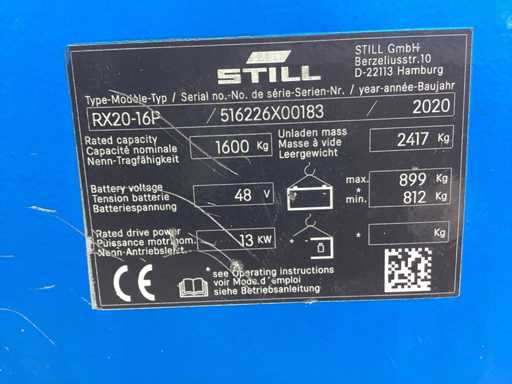 STILL
STILL GmbH
Berzeliusstr.10
D-22113 Hamburg
Type-Modèle-Typ / Serial no.-No. de série-Serien-Nr. / year-année-Baujahr
RX20-16P / 516226X00183 / 2020
Rated capacity
Capacité nominale
Nenn-Tragfähigkeit
1600 Kg
Unladen mass
Masse à vide
Leergewicht
2417 Kg
Battery voltage
Tension batterie
Batteriespannung
48 V
max. 899 Kg
*
min. 812 Kg
Rated drive power
Puissance motr.nom.
Nenn-Antriebsleist.
13 KW
* Kg
CE
* see Operating instructions
voir Mode d'emploi
siehe Betriebsanleitung